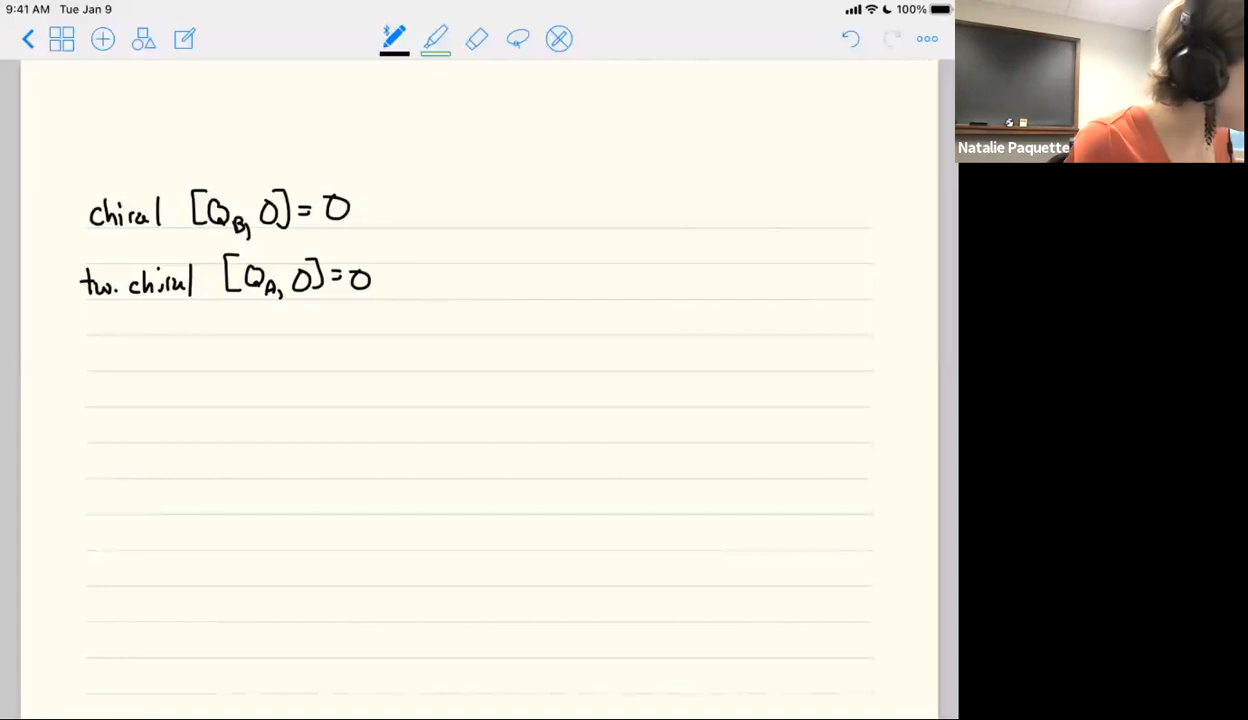 9:41 AM Tue Jan 9
100%
Natalie Paquette
chiral [Q_B, O] = 0
tw. chiral [Q_A, O] = 0